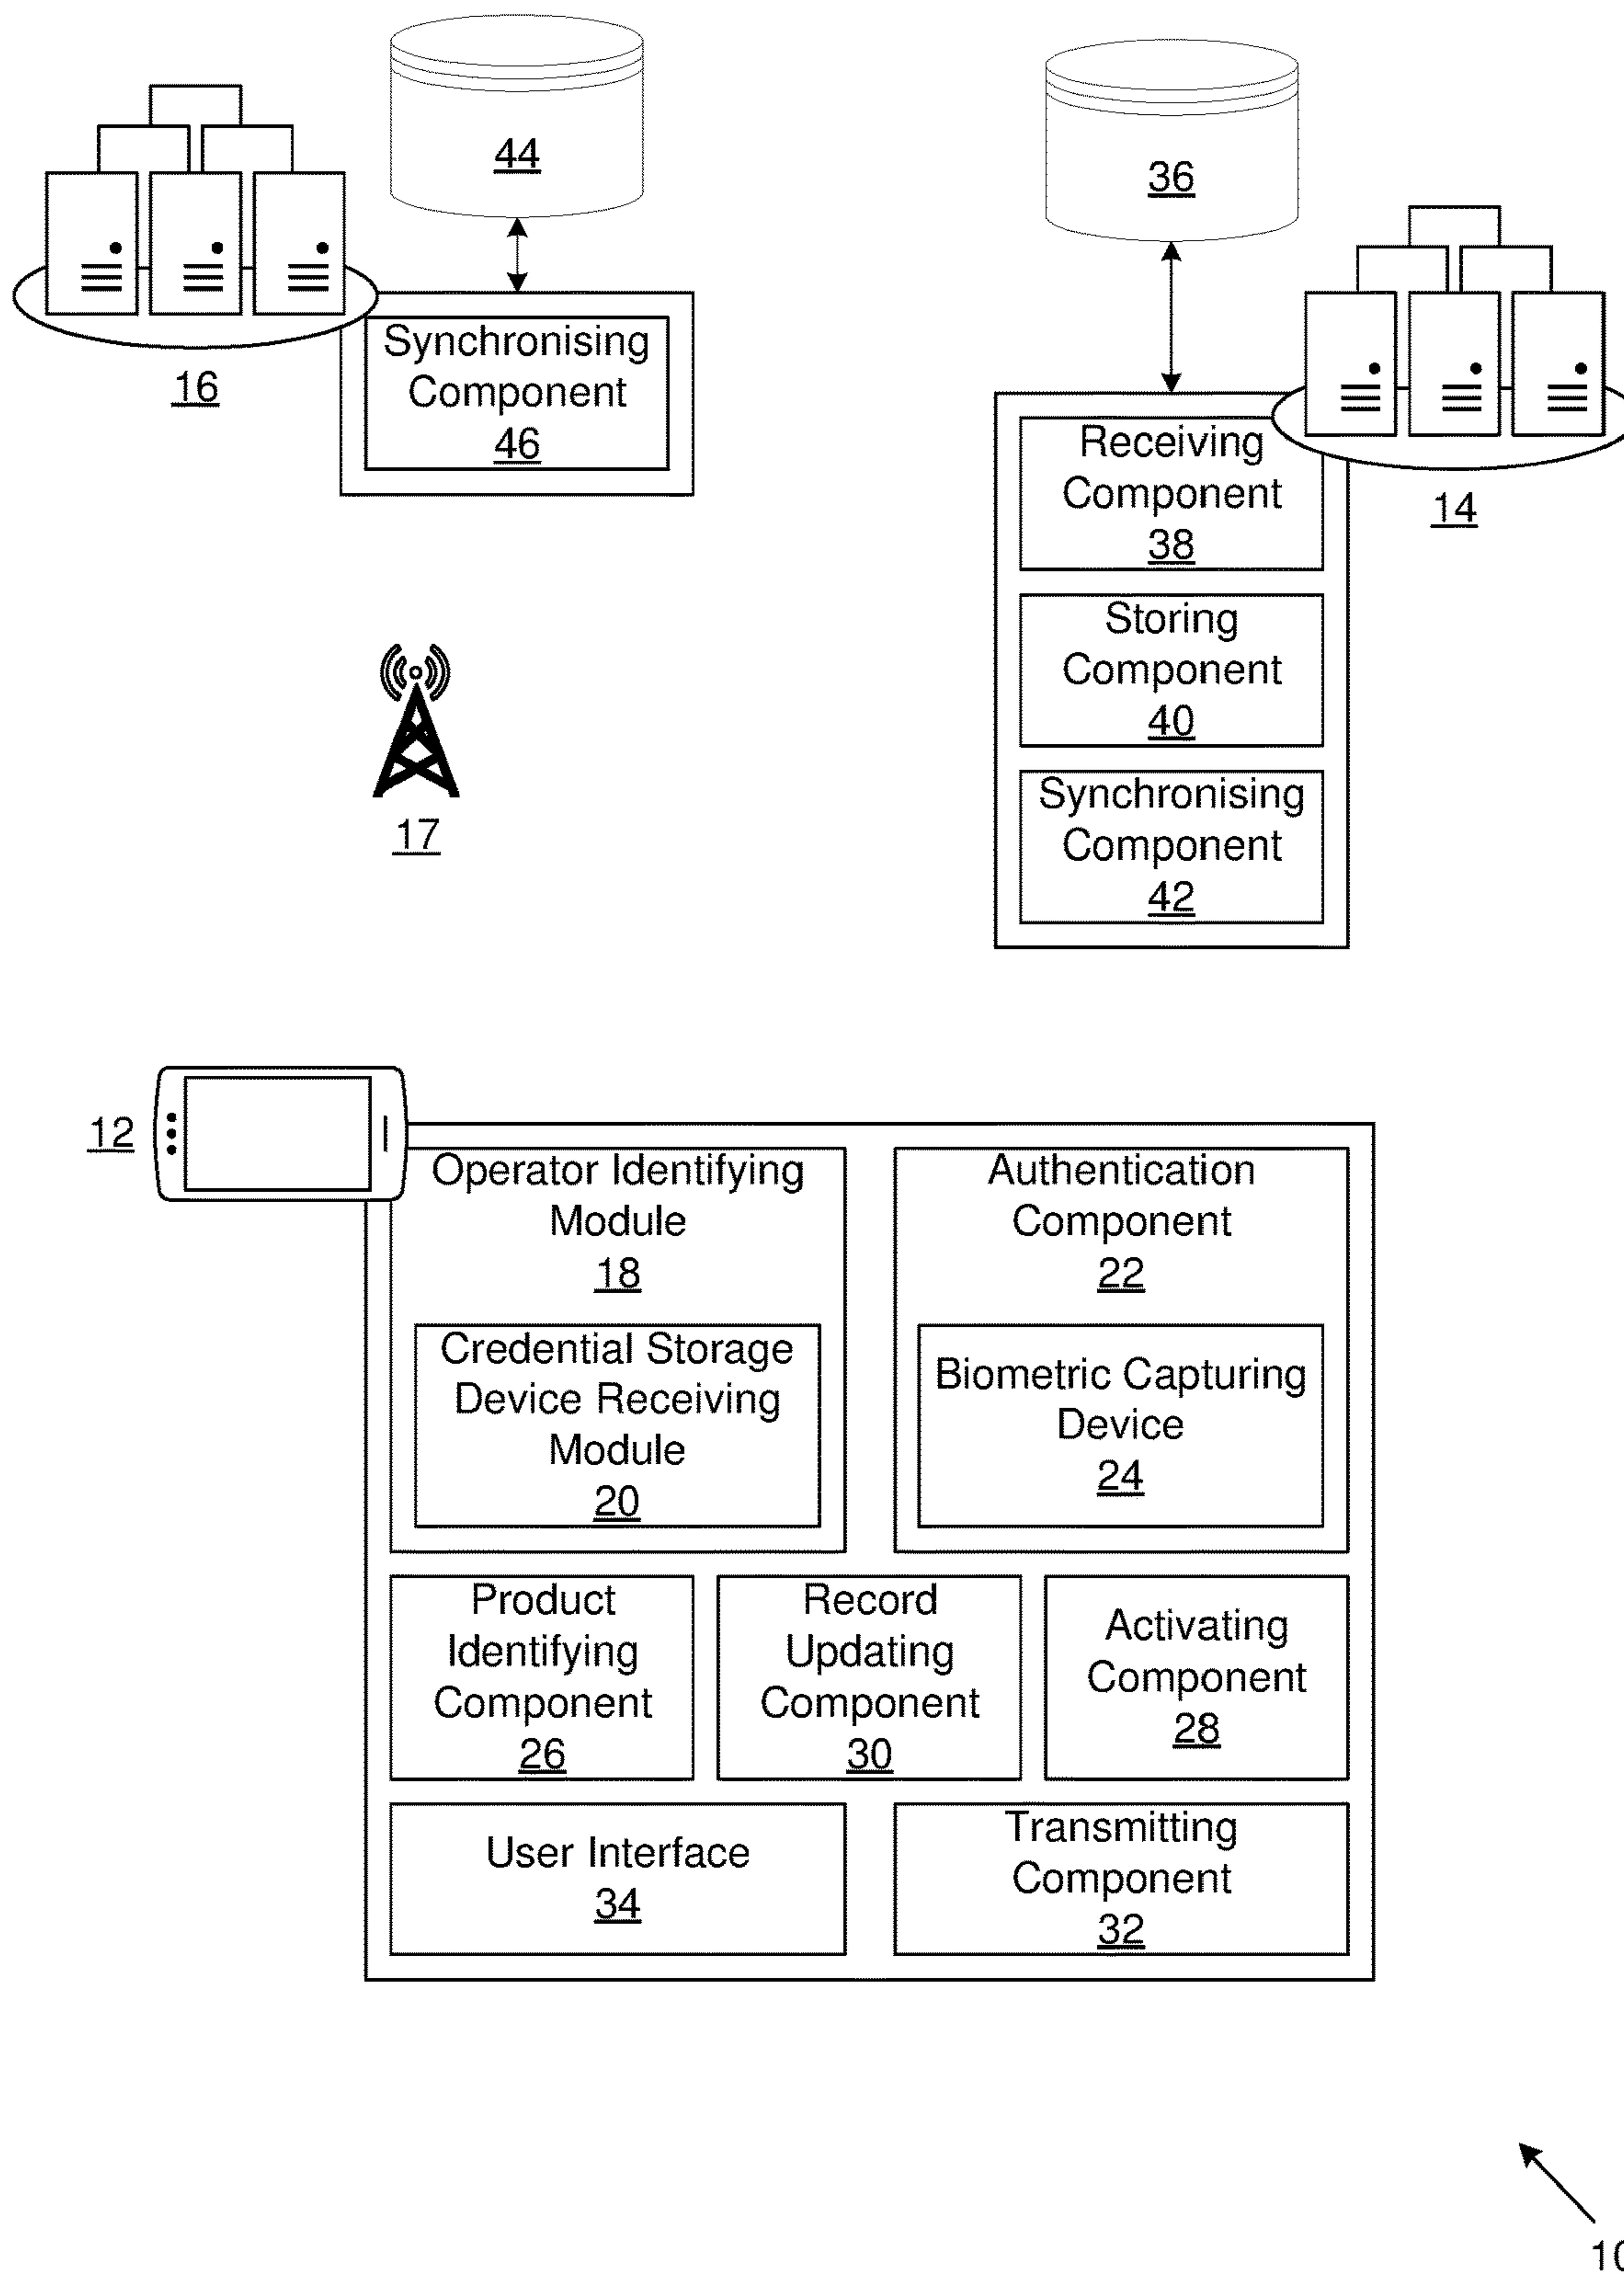 44
36
16
Synchronising
Component
46
14
Receiving
Component
38
Storing
Component
40
Synchronising
Component
42
17
12
Operator Identifying
Module
18
Credential Storage
Device Receiving
Module
20
Authentication
Component
22
Biometric Capturing
Device
24
Product
Identifying
Component
26
Record
Updating
Component
30
Activating
Component
28
User Interface
34
Transmitting
Component
32
10